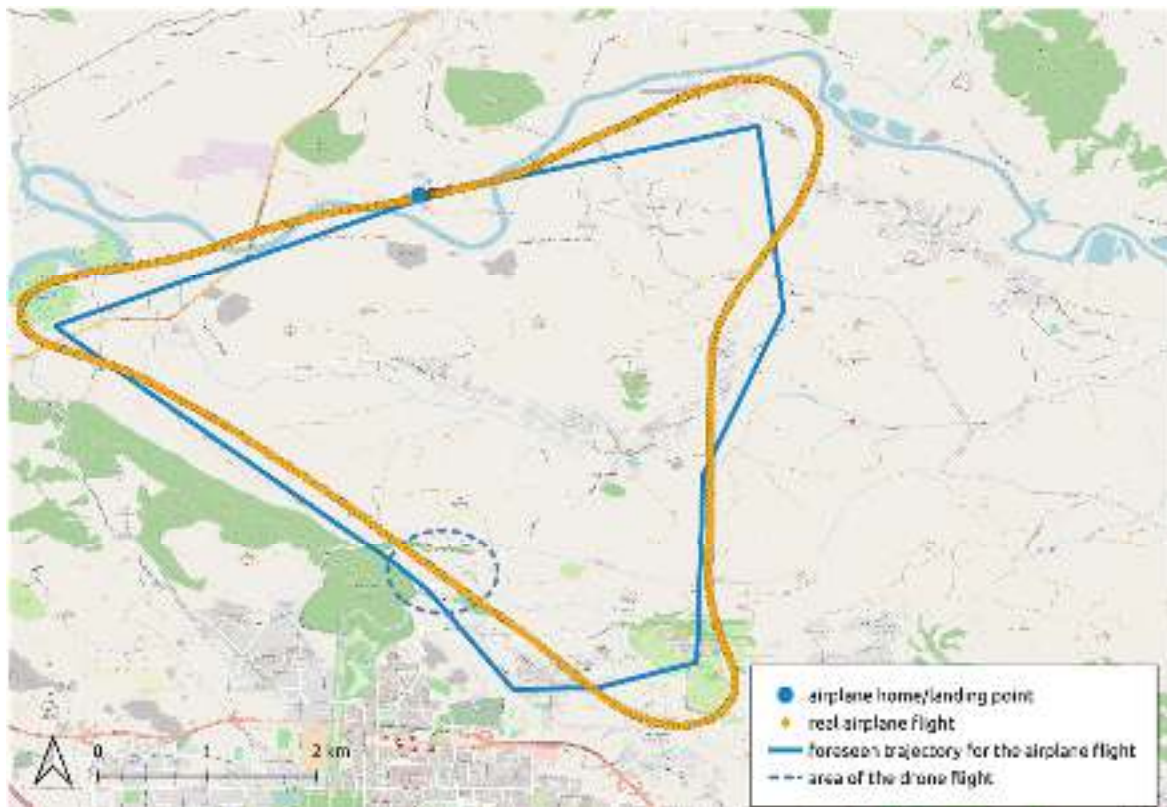 airplane home/landing point
real airplane flight
foreseen trajectory for the airplane flight
area of the drone flight
0 1 2 km